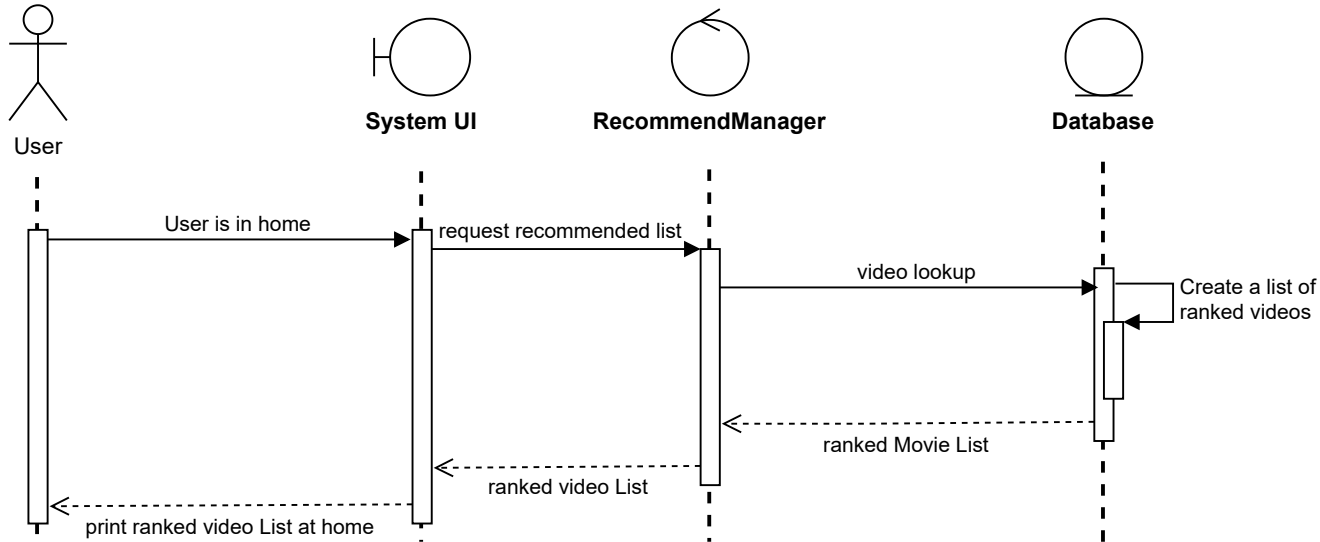 User
System UI
RecommendManager
Database
User is in home
request recommended list
video lookup
Create a list of
ranked videos
ranked Movie List
ranked video List
print ranked video List at home